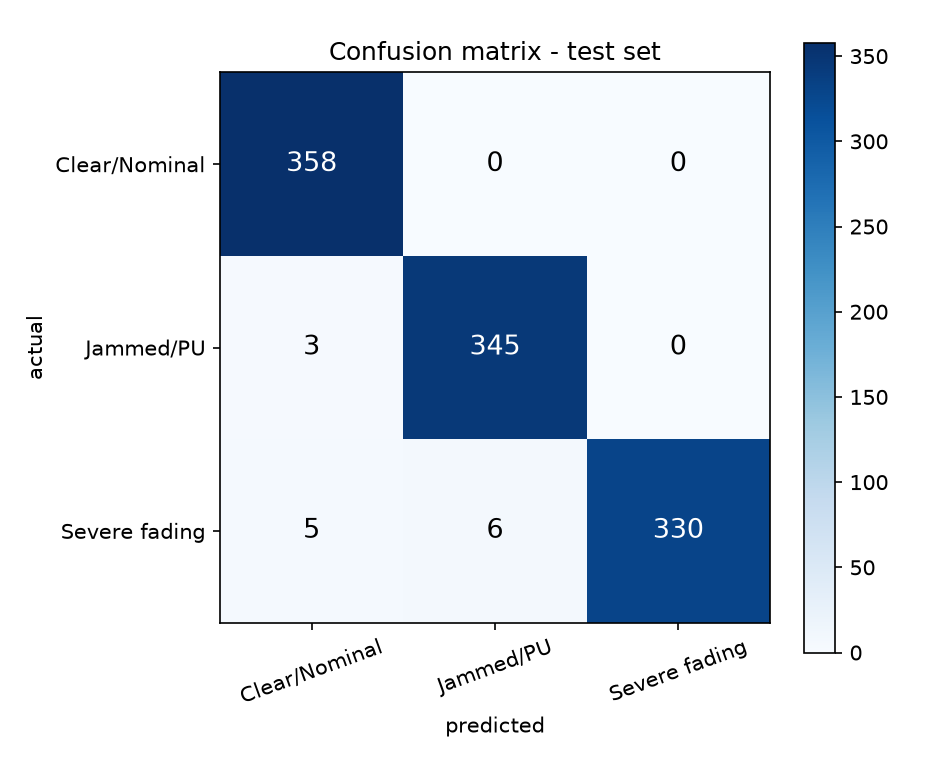 Confusion matrix - test set
Clear/Nominal 358 0 0
Jammed/PU 3 345 0
Severe fading 5 6 330
actual
Clear/Nominal Jammed/PU Severe fading
predicted
350
300
250
200
150
100
50
0